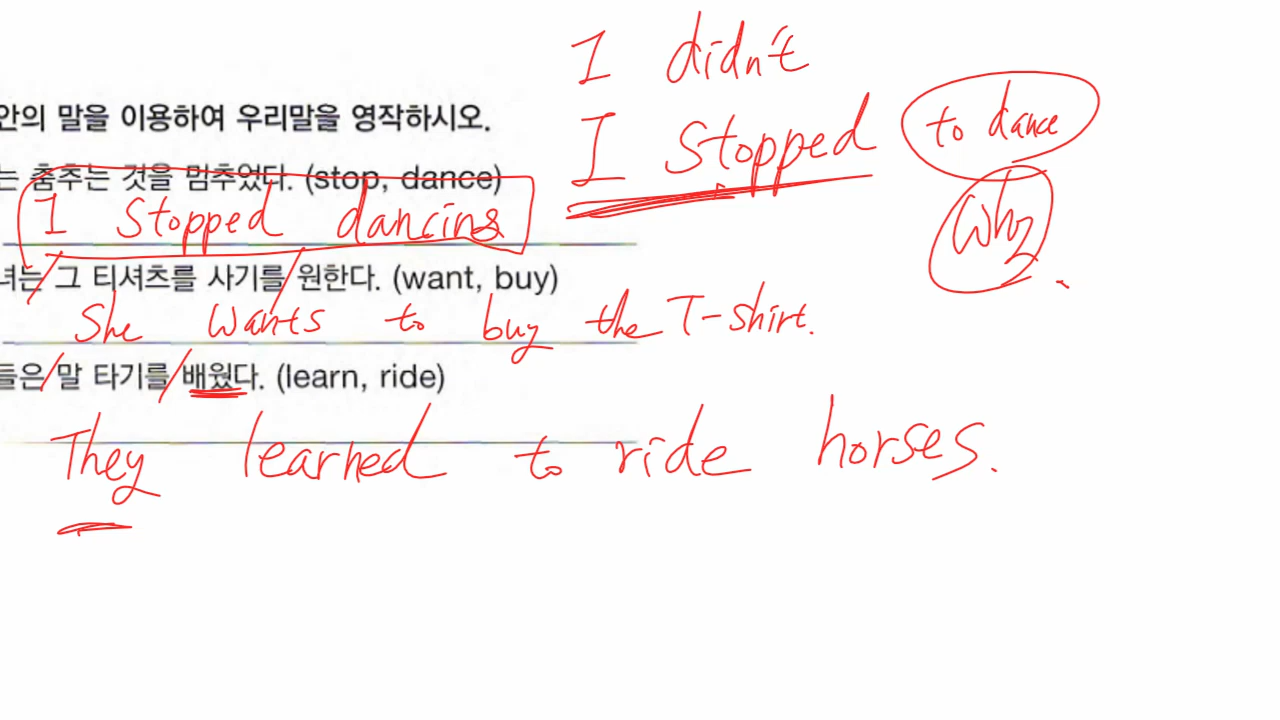 I didn't
안의 말을 이용하여 우리말을 영작하시오.
I stopped to dance
는 춤추는 것을 멈추었다. (stop, dance)
I stopped dancing
why
녀는 그 티셔츠를 사기를 원한다. (want, buy)
She wants to buy the T-shirt.
들은 말 타기를 배웠다. (learn, ride)
They learned to ride horses.